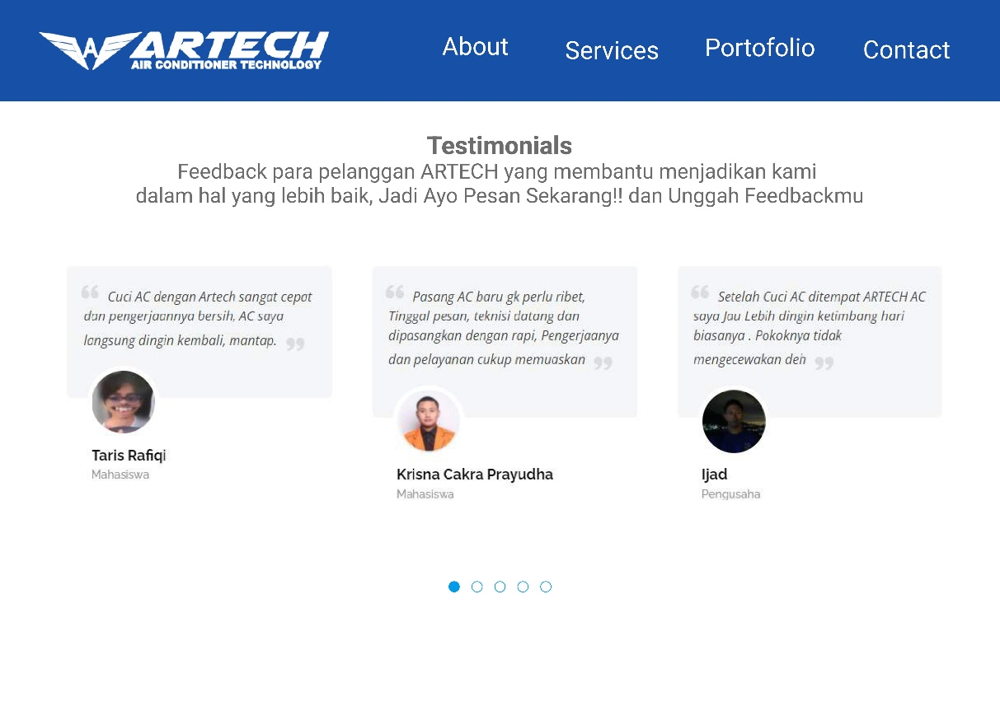 ARTECH
AIR CONDITIONER TECHNOLOGY
About
Services
Portofolio
Contact
Testimonials
Feedback para pelanggan ARTECH yang membantu menjadikan kami
dalam hal yang lebih baik, Jadi Ayo Pesan Sekarang!! dan Unggah Feedbackmu
“ Cuci AC dengan Artech sangat cepat
dan pengerjaannya bersih, AC saya
langsung dingin kembali, mantap. ”
Taris Rafiqi
Mahasiswa
“ Pasang AC baru gk perlu ribet,
Tinggal pesan, teknisi datang dan
dipasangkan dengan rapi, Pengerjaanya
dan pelayanan cukup memuaskan ”
Krisna Cakra Prayudha
Mahasiswa
“ Setelah Cuci AC ditempat ARTECH AC
saya Jau Lebih dingin ketimbang hari
biasanya . Pokoknya tidak
mengecewakan deh ”
Ijad
Pengusaha